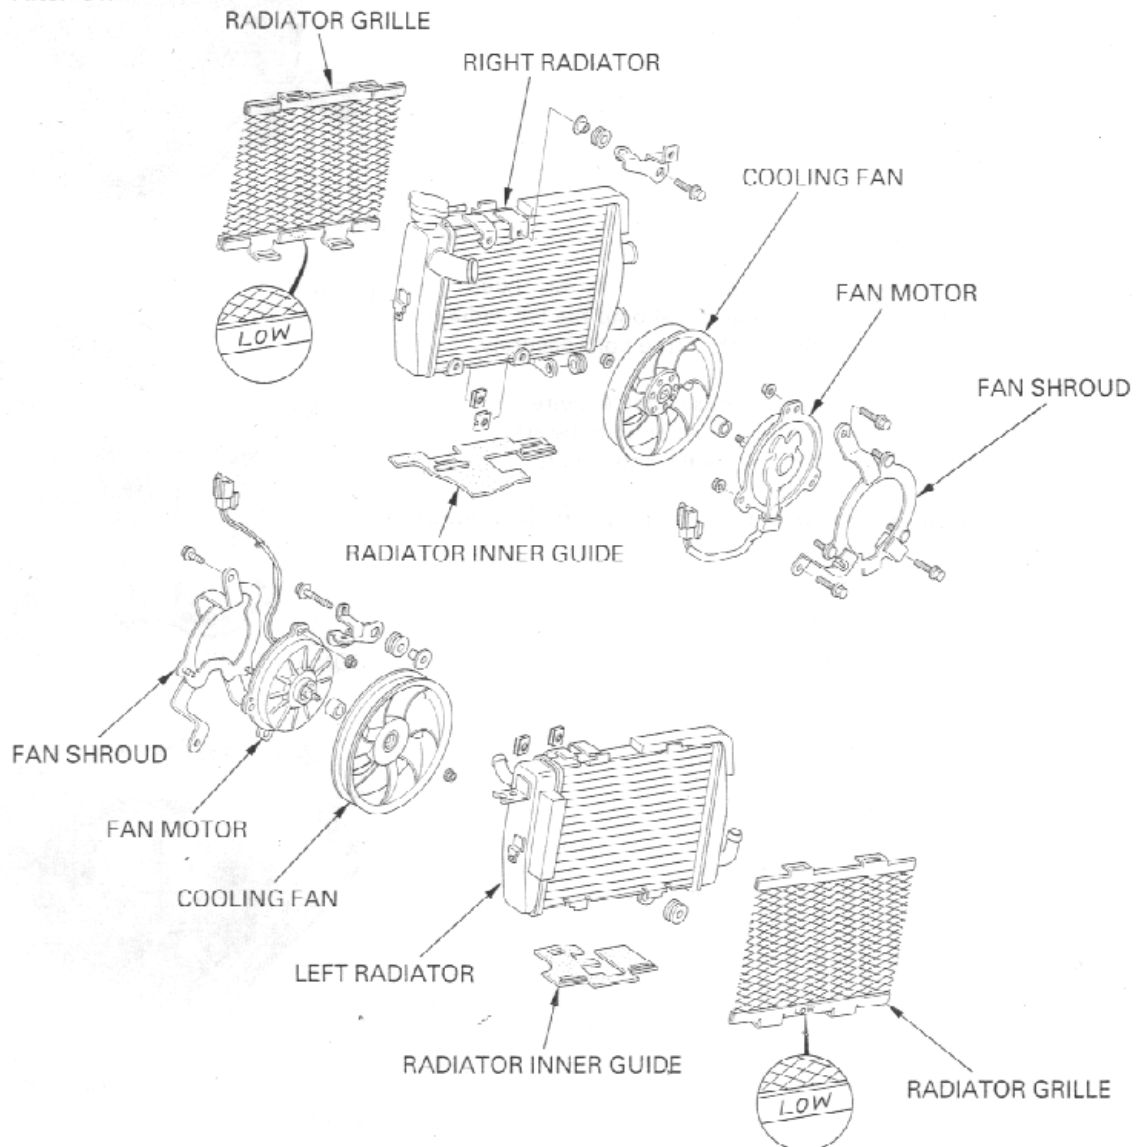 RADIATOR GRILLE
RIGHT RADIATOR
COOLING FAN
FAN MOTOR
LOW
FAN SHROUD
RADIATOR INNER GUIDE
FAN SHROUD
FAN MOTOR
COOLING FAN
LEFT RADIATOR
RADIATOR INNER GUIDE
RADIATOR GRILLE
LOW